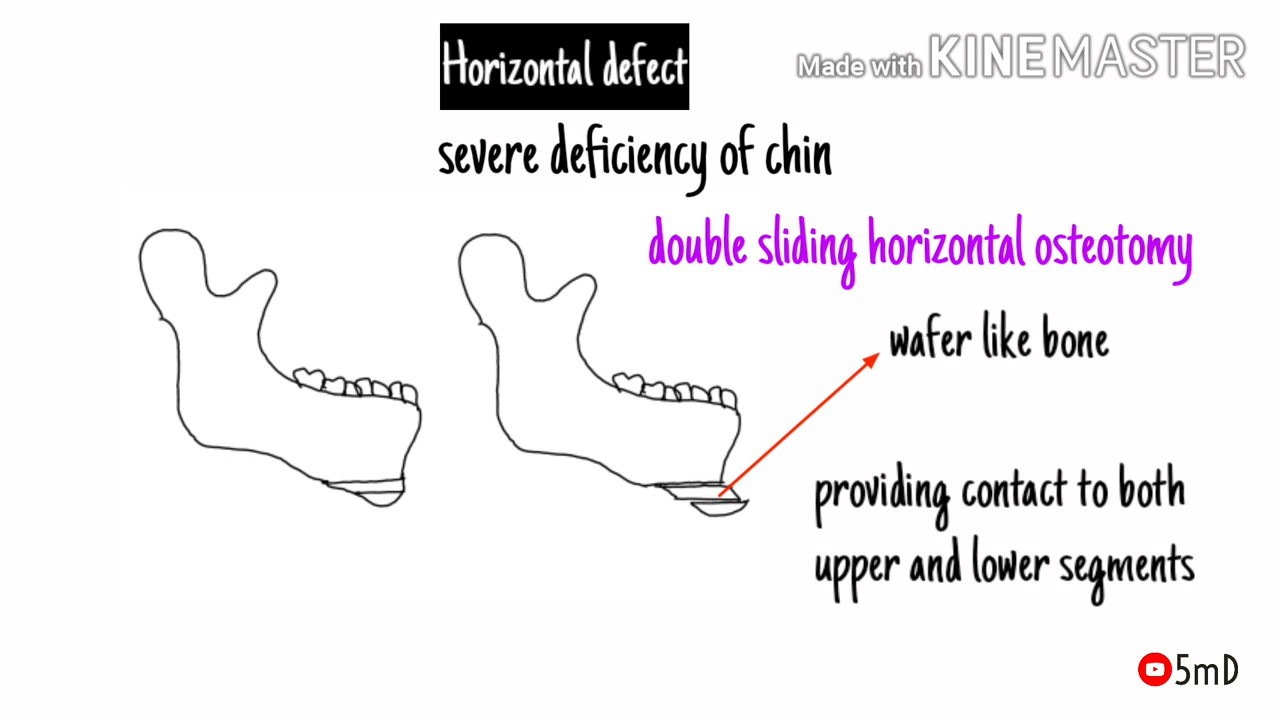 Horizontal defect
Made with KINEMASTER
severe deficiency of chin
double sliding horizontal osteotomy
wafer like bone
providing contact to both
upper and lower segments
5mD